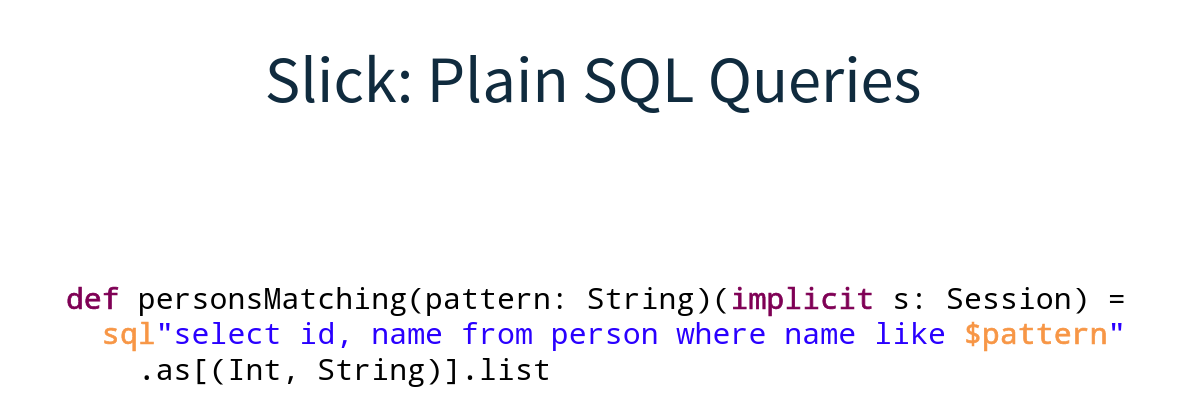 Slick: Plain SQL Queries
def personsMatching(pattern: String)(implicit s: Session) =
  sql"select id, name from person where name like $pattern"
    .as[(Int, String)].list